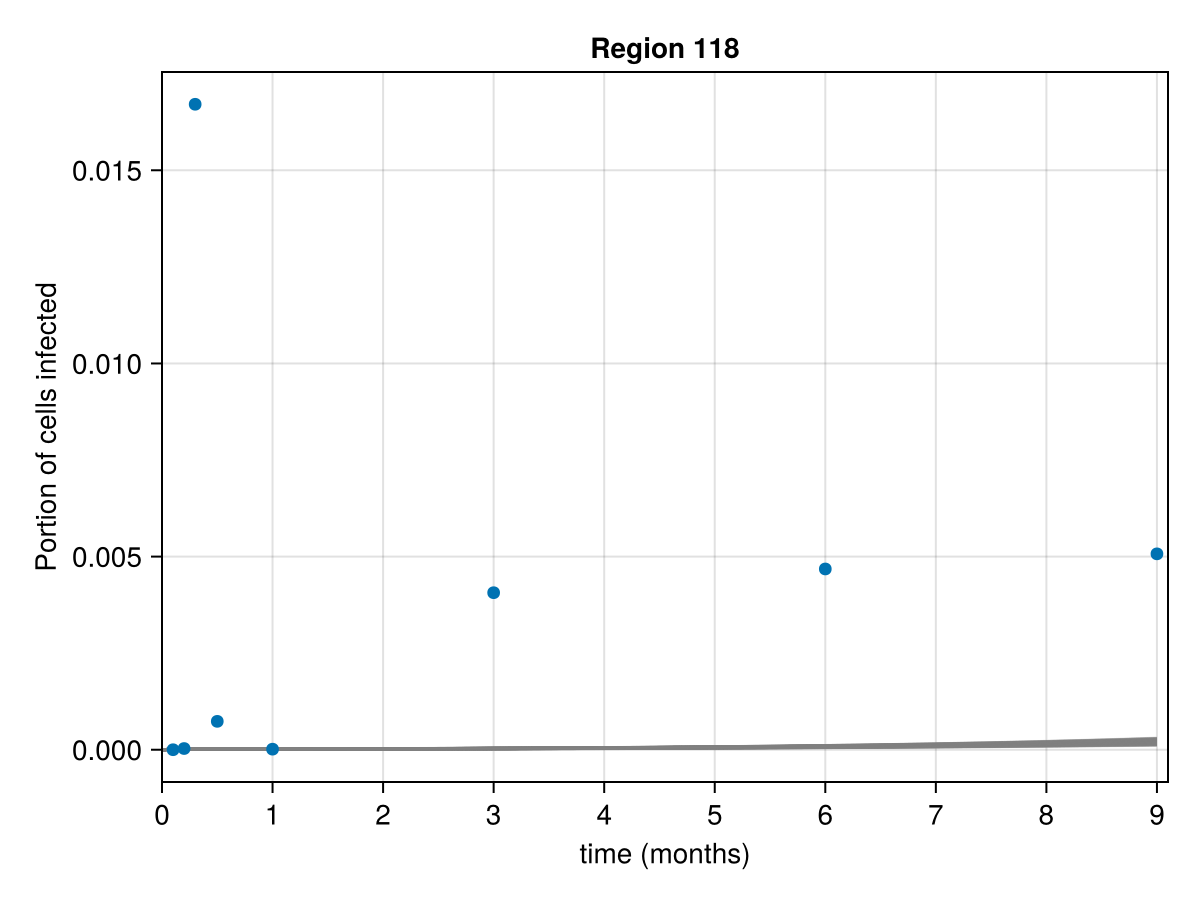 Region 118
0.015
0.010
0.005
0.000
Portion of cells infected
0 1 2 3 4 5 6 7 8 9
time (months)